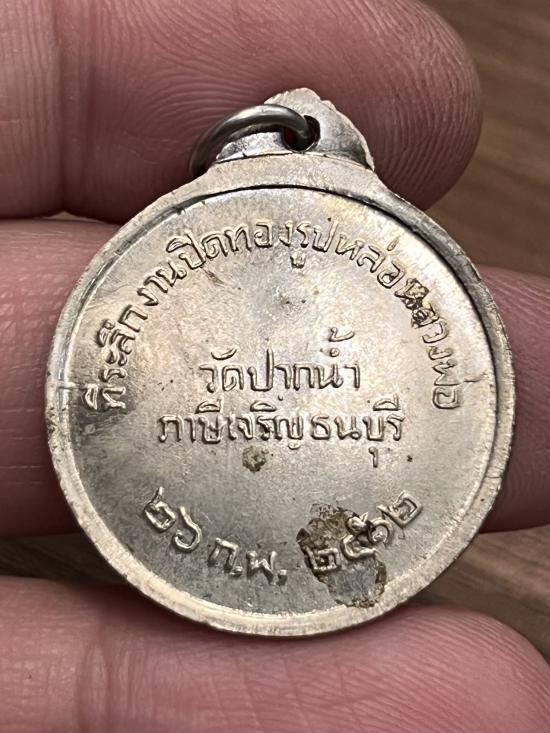 ที่ระลึกงานปิดทองรูปหล่อหลวงพ่อ
วัดปากน้ำ
ภาษีเจริญธนบุรี
๒๖ ก.พ. ๒๕๑๒